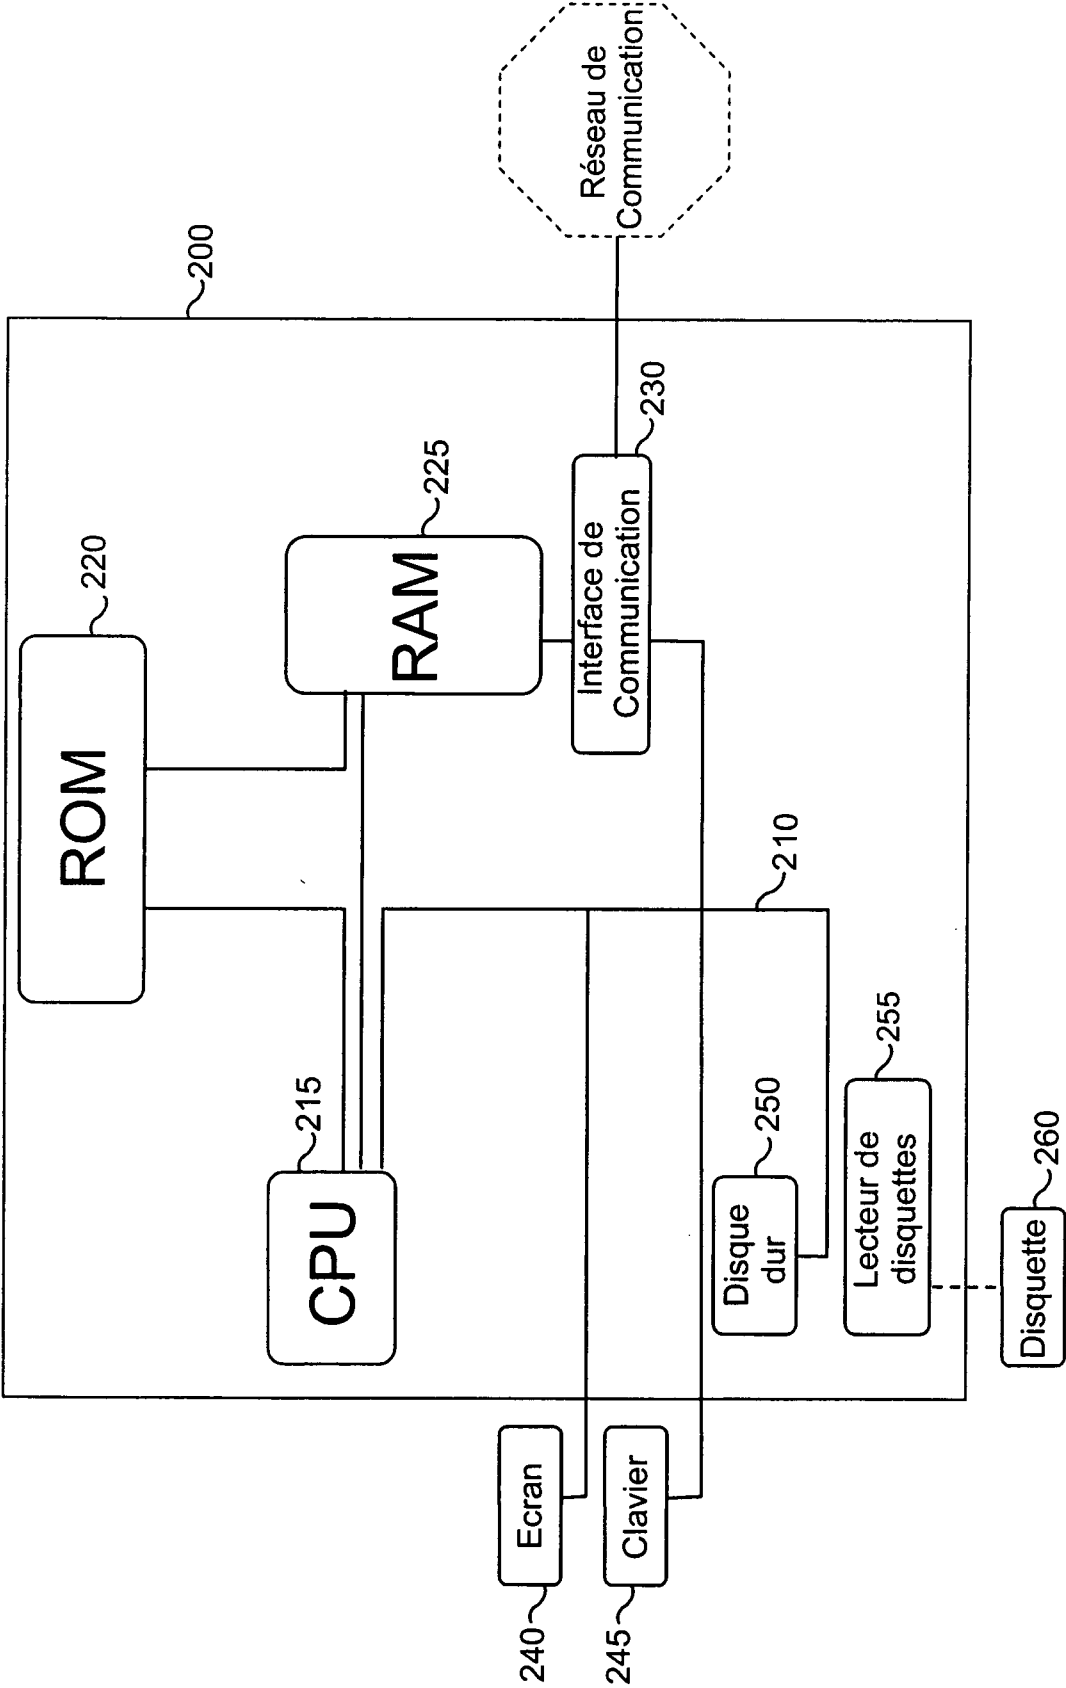 ROM
220
CPU
215
RAM
225
Interface de
Communication
230
Réseau de
Communication
200
210
Ecran
240
Clavier
245
Disque
dur
250
Lecteur de
disquettes
255
Disquette
260